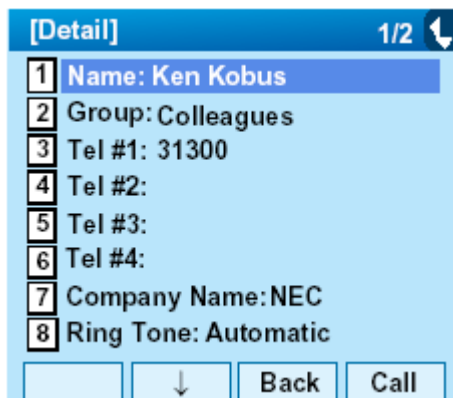 [Detail] 1/2
1 Name: Ken Kobus
2 Group: Colleagues
3 Tel #1: 31300
4 Tel #2:
5 Tel #3:
6 Tel #4:
7 Company Name:NEC
8 Ring Tone: Automatic
↓ Back Call